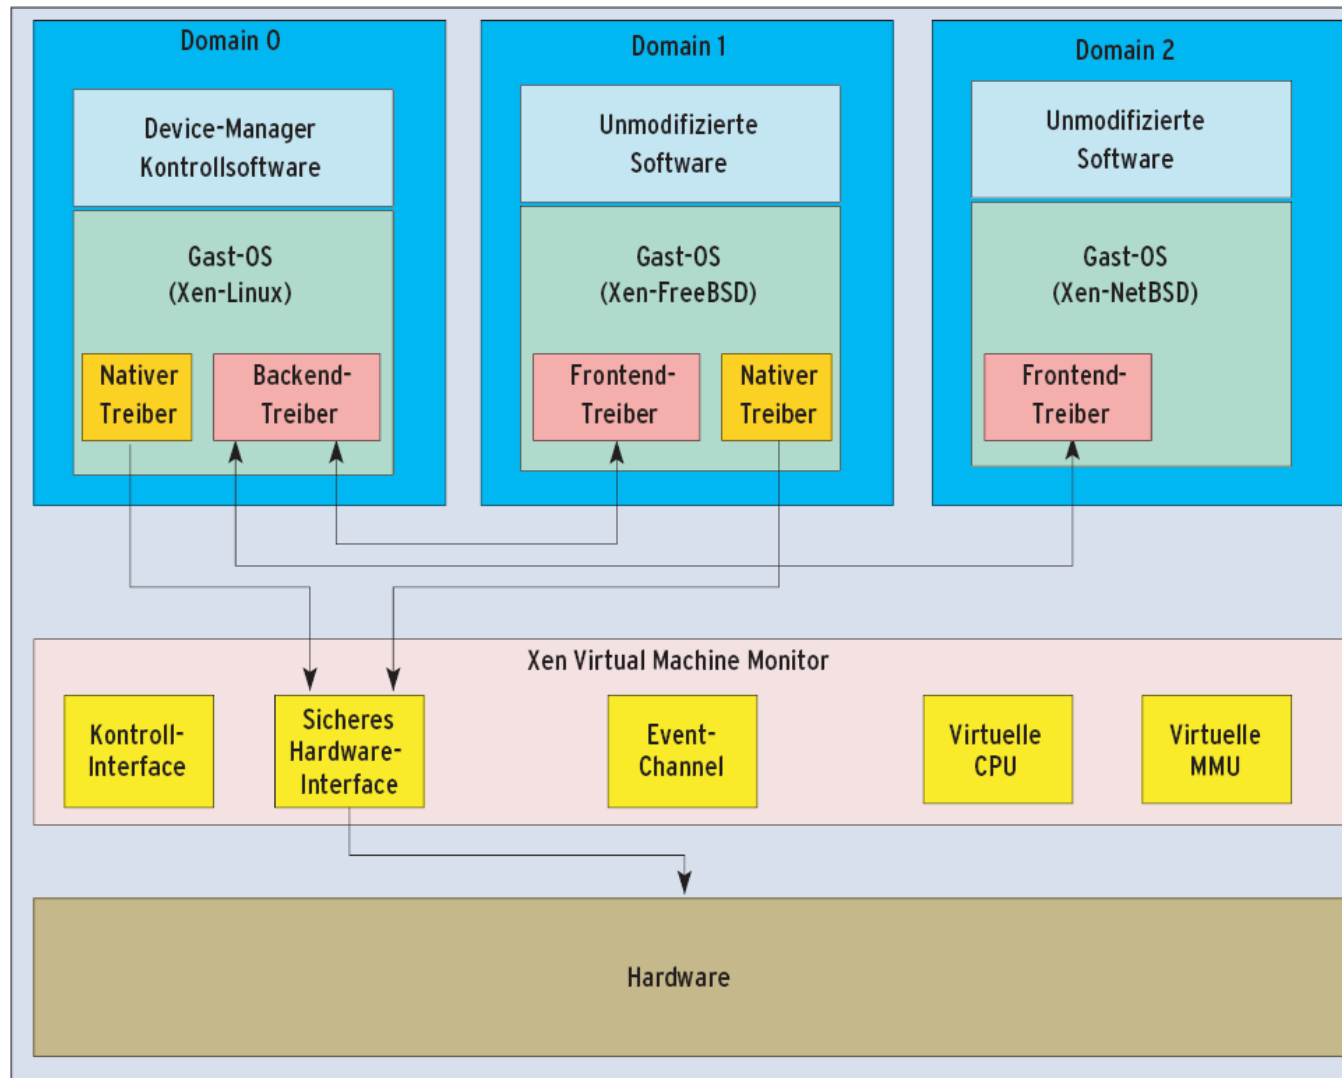 Domain 0
Device-Manager
Kontrollsoftware
Gast-OS
(Xen-Linux)
Nativer
Treiber
Backend-
Treiber
Domain 1
Unmodifizierte
Software
Gast-OS
(Xen-FreeBSD)
Frontend-
Treiber
Nativer
Treiber
Domain 2
Unmodifizierte
Software
Gast-OS
(Xen-NetBSD)
Frontend-
Treiber
Xen Virtual Machine Monitor
Kontroll-
Interface
Sicheres
Hardware-
Interface
Event-
Channel
Virtuelle
CPU
Virtuelle
MMU
Hardware